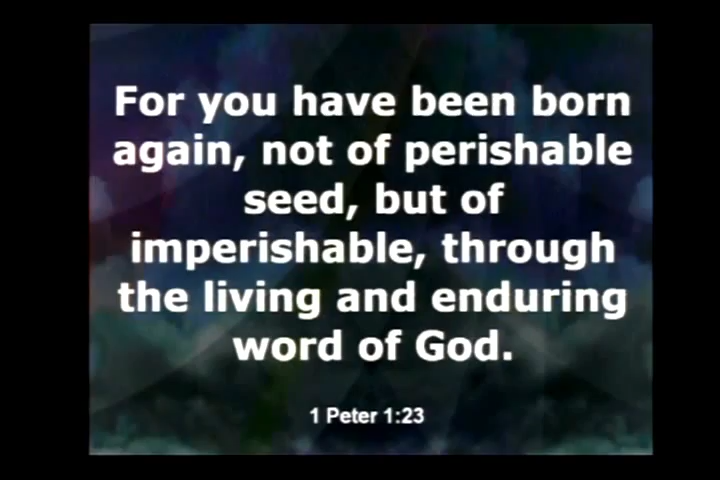 For you have been born
again, not of perishable
seed, but of
imperishable, through
the living and enduring
word of God.
1 Peter 1:23